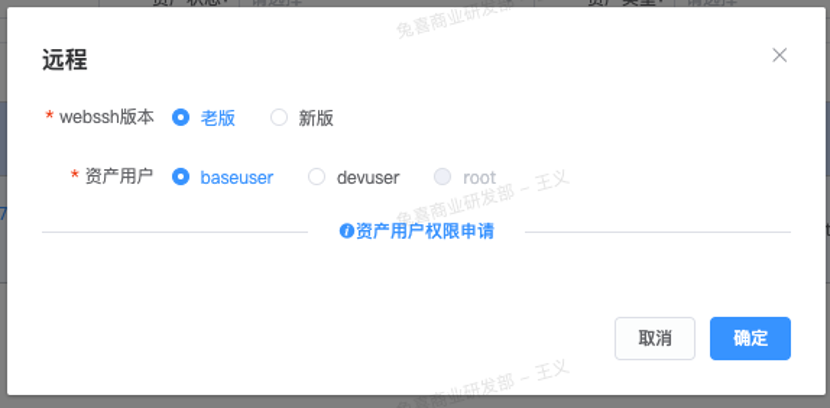 资产状态:
请选择
资产类型:
请选择
兔喜商业研发部 - 王义
远程
* webssh版本 老版 新版
* 资产用户 baseuser devuser root
兔喜商业研发部 - 王义
资产用户权限申请
取消 确定
兔喜商业研发部 - 王义